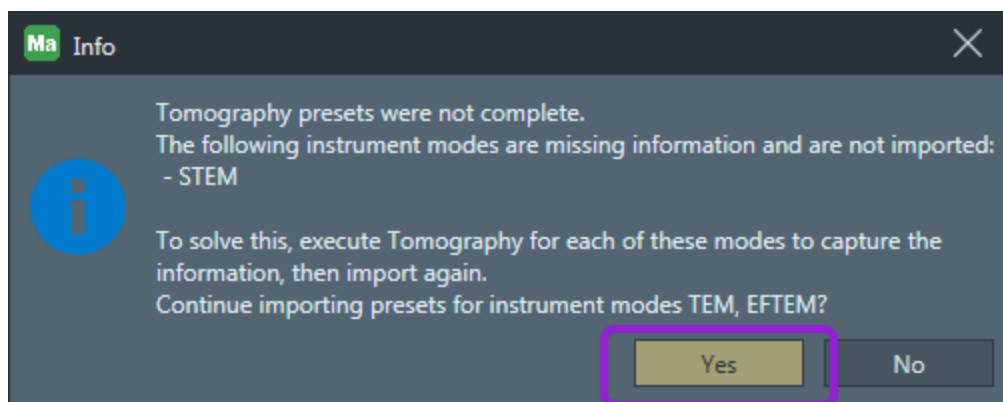 Ma Info
Tomography presets were not complete.
The following instrument modes are missing information and are not imported:
- STEM
To solve this, execute Tomography for each of these modes to capture the
information, then import again.
Continue importing presets for instrument modes TEM, EFTEM?
Yes No